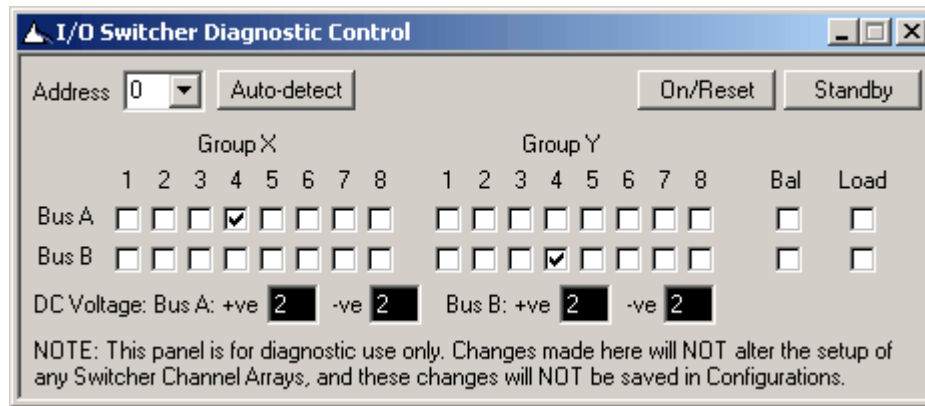 I/O Switcher Diagnostic Control
Address 0 Auto-detect On/Reset Standby
Group X Group Y
1 2 3 4 5 6 7 8 1 2 3 4 5 6 7 8 Bal Load
Bus A
Bus B
DC Voltage: Bus A: +ve 2 -ve 2 Bus B: +ve 2 -ve 2
NOTE: This panel is for diagnostic use only. Changes made here will NOT alter the setup of
any Switcher Channel Arrays, and these changes will NOT be saved in Configurations.